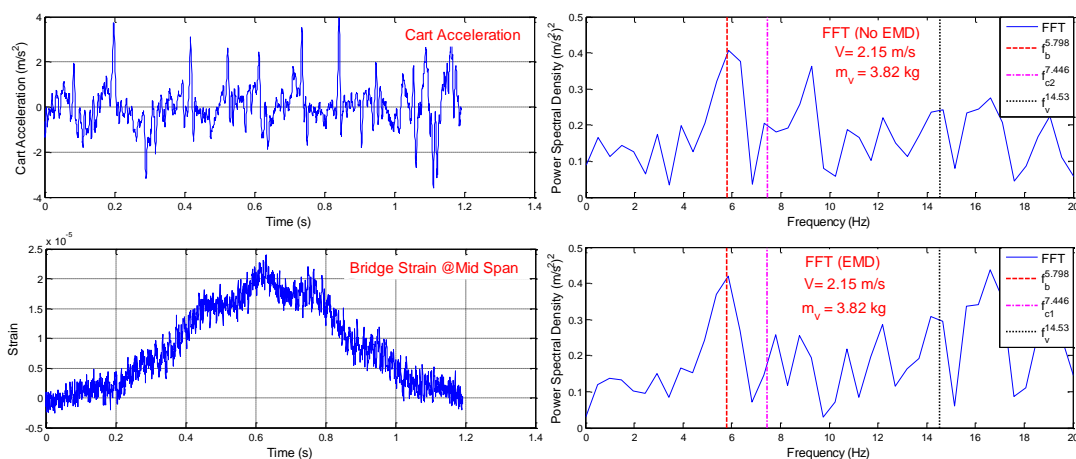 Cart Acceleration
Cart Acceleration (m/s²)
4
2
0
-2
-4
0 0.2 0.4 0.6 0.8 1 1.2 1.4
Time (s)
FFT (No EMD)
V= 2.15 m/s
m_v = 3.82 kg
FFT
f_b^5.798
f_c2^7.446
f_v^14.53
Power Spectral Density (m/s²)²
0.5
0.4
0.3
0.2
0.1
0
0 2 4 6 8 10 12 14 16 18 20
Frequency (Hz)
x 10^-5
Bridge Strain @Mid Span
Strain
2.5
2.0
1.5
1.0
0.5
0
-0.5
0 0.2 0.4 0.6 0.8 1 1.2 1.4
Time (s)
FFT (EMD)
V= 2.15 m/s
m_v = 3.82 kg
FFT
f_b^5.798
f_c1^7.446
f_v^14.53
Power Spectral Density (m/s²)²
0.5
0.4
0.3
0.2
0.1
0
0 2 4 6 8 10 12 14 16 18 20
Frequency (Hz)